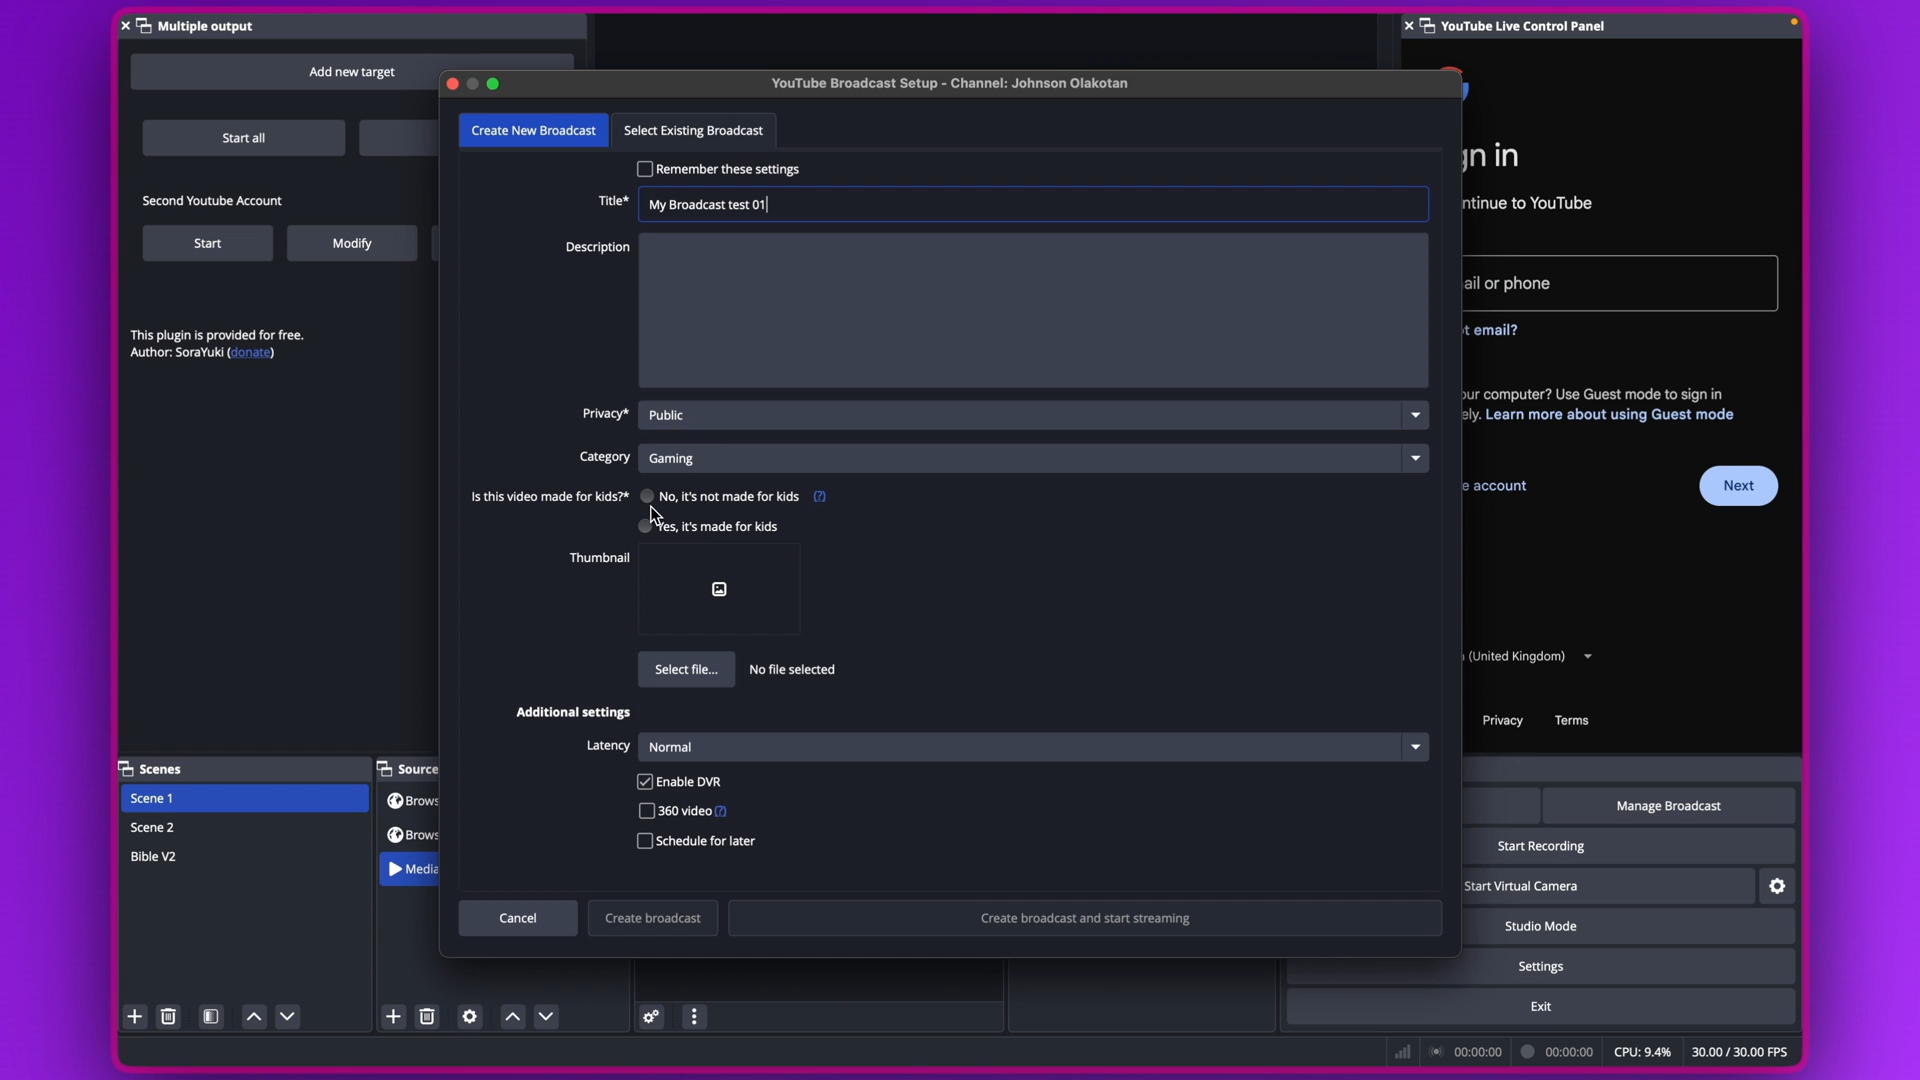 Multiple output
YouTube Live Control Panel
Add new target
YouTube Broadcast Setup - Channel: Johnson Olakotan
Create New Broadcast
Select Existing Broadcast
Start all
gn in
Remember these settings
Title*
My Broadcast test 01
Second Youtube Account
ntinue to YouTube
Start
Modify
Description
ail or phone
t email?
This plugin is provided for free.
Author: SoraYuki (donate)
our computer? Use Guest mode to sign in
ely. Learn more about using Guest mode
Privacy*
Public
Category
Gaming
e account
Next
Is this video made for kids?*
No, it's not made for kids
(?)
Yes, it's made for kids
Thumbnail
Select file...
No file selected
(United Kingdom)
Additional settings
Privacy
Terms
Latency
Normal
Enable DVR
360 video (?)
Schedule for later
Scenes
Source
Scene 1
Scene 2
Bible V2
Brows
Brows
Media
Manage Broadcast
Start Recording
Start Virtual Camera
Studio Mode
Settings
Exit
Cancel
Create broadcast
Create broadcast and start streaming
00:00:00
00:00:00
CPU: 9.4%
30.00 / 30.00 FPS